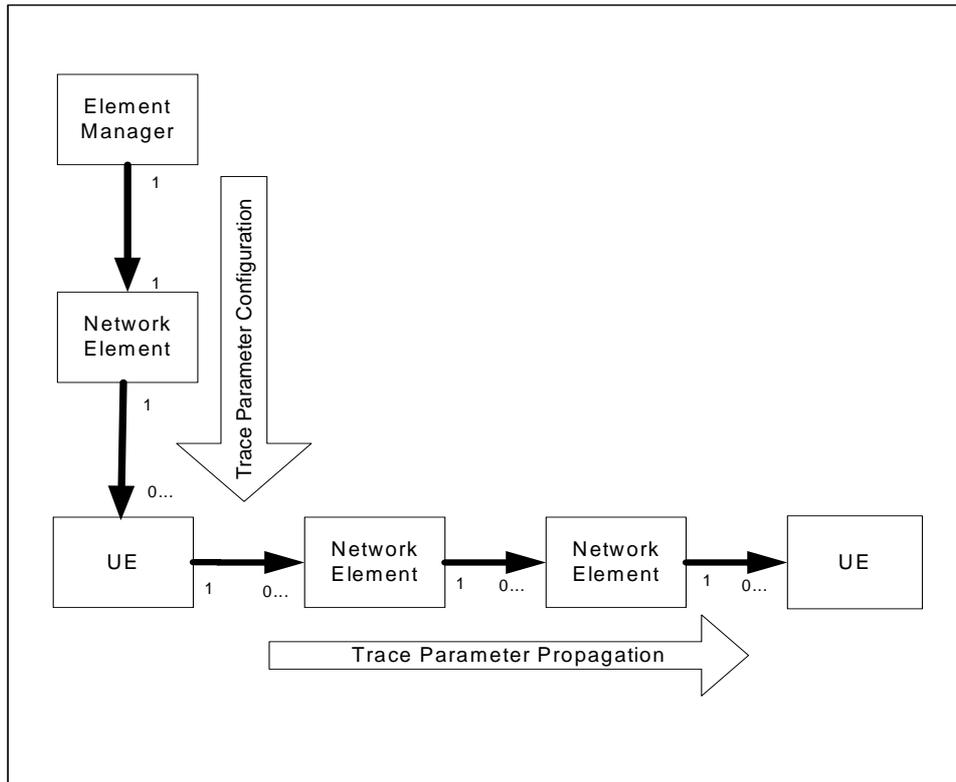 Element
Manager
1
1
Network
Element
1
Trace Parameter Configuration
0...
UE
1
0...
Network
Element
1
0...
Network
Element
1
0...
UE
Trace Parameter Propagation